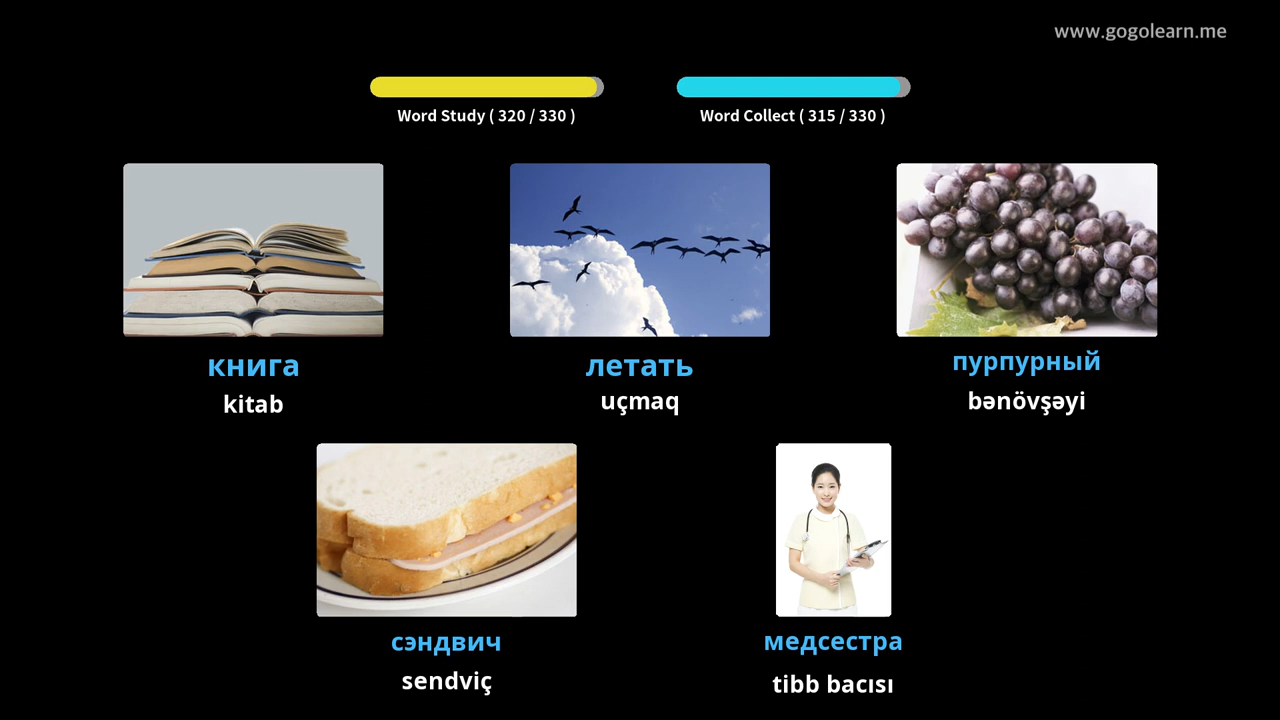 www.gogolearn.me
Word Study ( 320 / 330 )
Word Collect ( 315 / 330 )
книга
kitab
летать
uçmaq
пурпурный
bənövşəyi
сэндвич
sendviç
медсестра
tibb bacısı